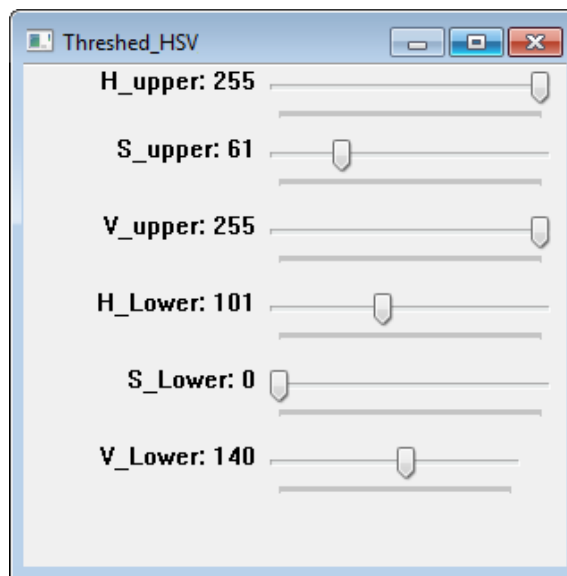 Threshed_HSV
H_upper: 255
S_upper: 61
V_upper: 255
H_Lower: 101
S_Lower: 0
V_Lower: 140